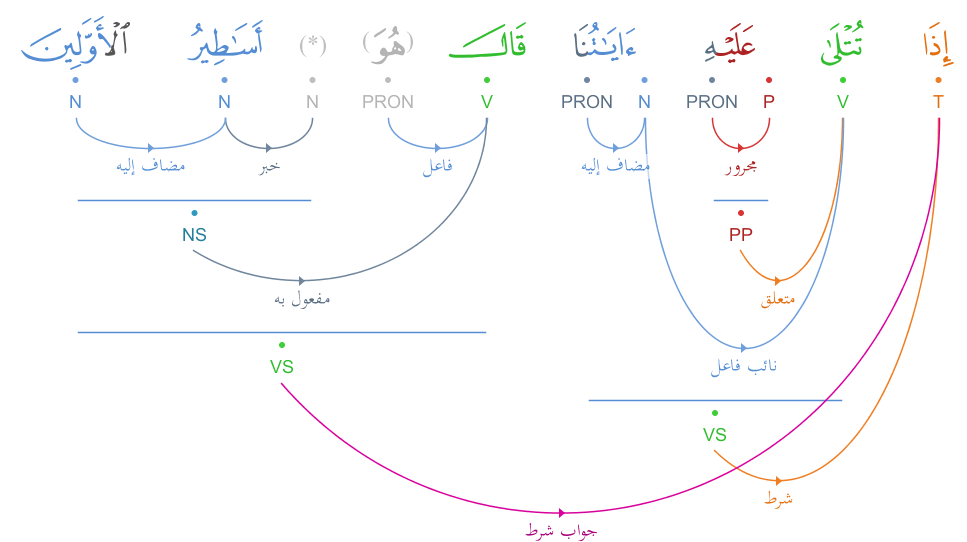 إِذَا تُتْلَىٰ عَلَيْهِ ءَايَـٰتُنَا قَالَ (هُوَ) (*) أَسَـٰطِيرُ ٱلْأَوَّلِينَ
T V P PRON N PRON V PRON N N N
مجرور مضاف إليه فاعل خبر مضاف إليه
PP NS
متعلق مفعول به
VS
نائب فاعل
VS
شرط
جواب شرط